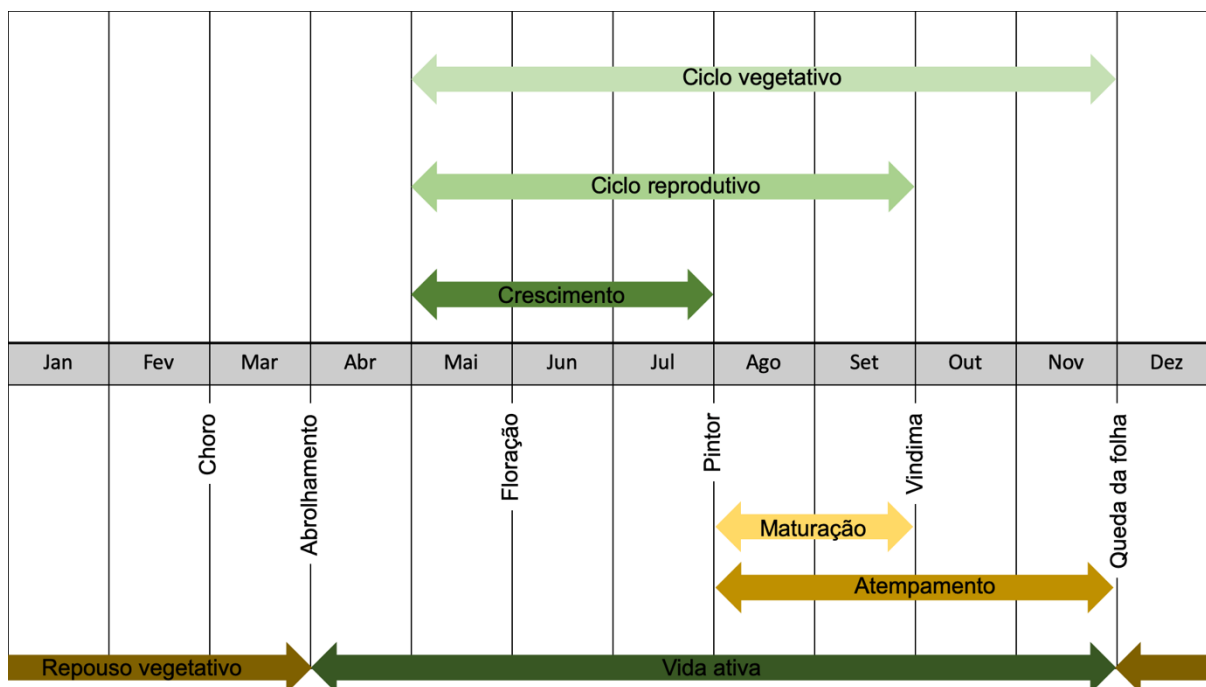 Ciclo vegetativo
Ciclo reprodutivo
Crescimento
Jan Fev Mar Abr Mai Jun Jul Ago Set Out Nov Dez
Choro
Abrolhamento
Floração
Pintor
Vindima
Queda da folha
Maturação
Atempamento
Repouso vegetativo
Vida ativa